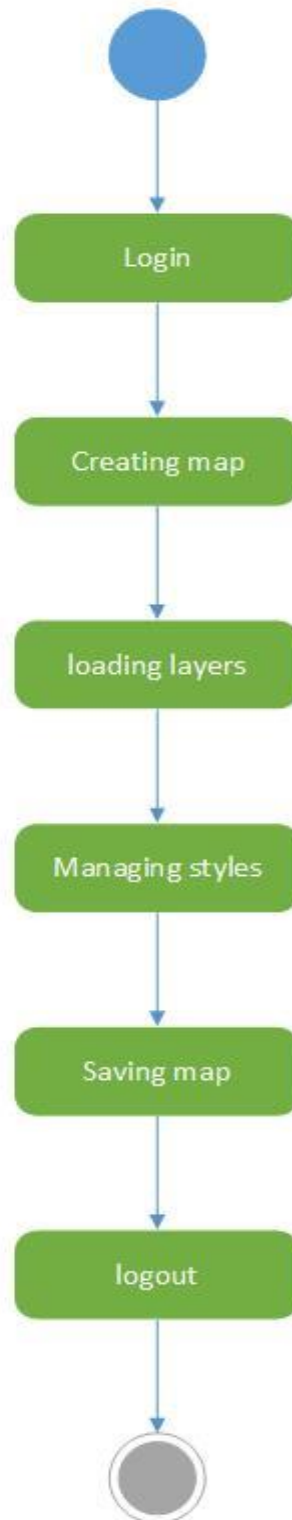 Login
Creating map
loading layers
Managing styles
Saving map
logout